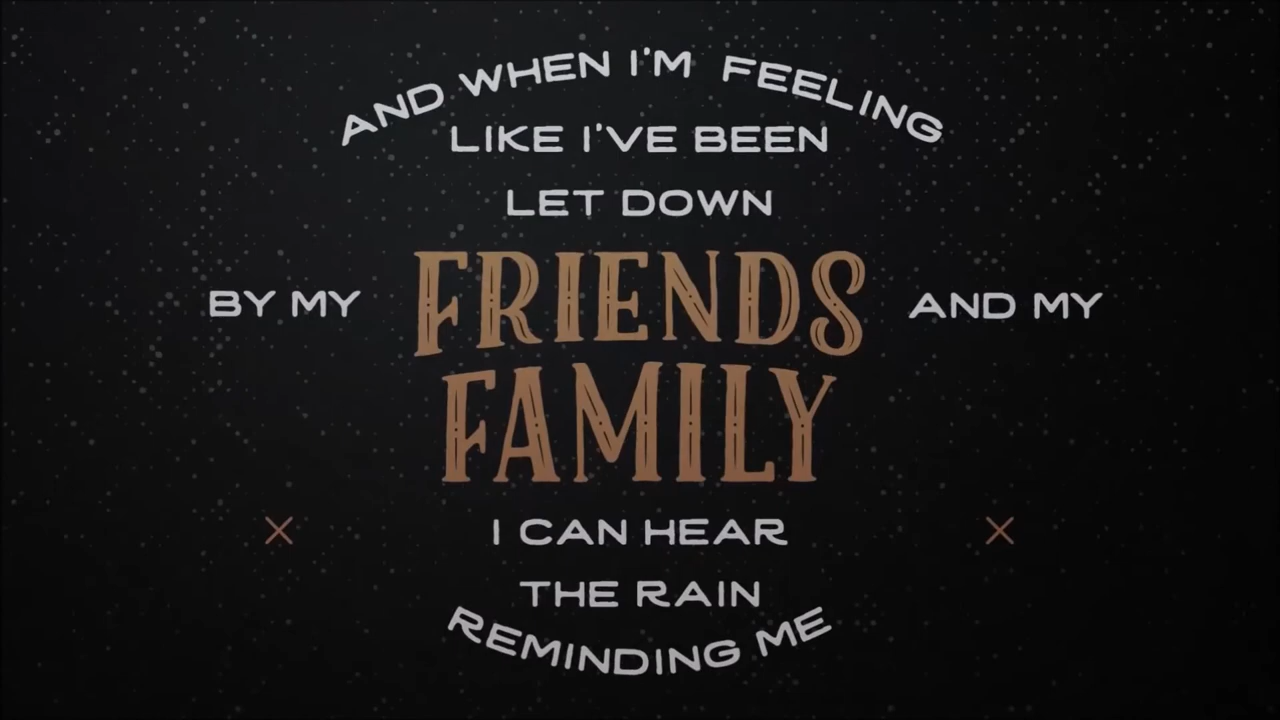 AND WHEN I'M FEELING
LIKE I'VE BEEN
LET DOWN
BY MY FRIENDS AND MY
FAMILY
I CAN HEAR
THE RAIN
REMINDING ME